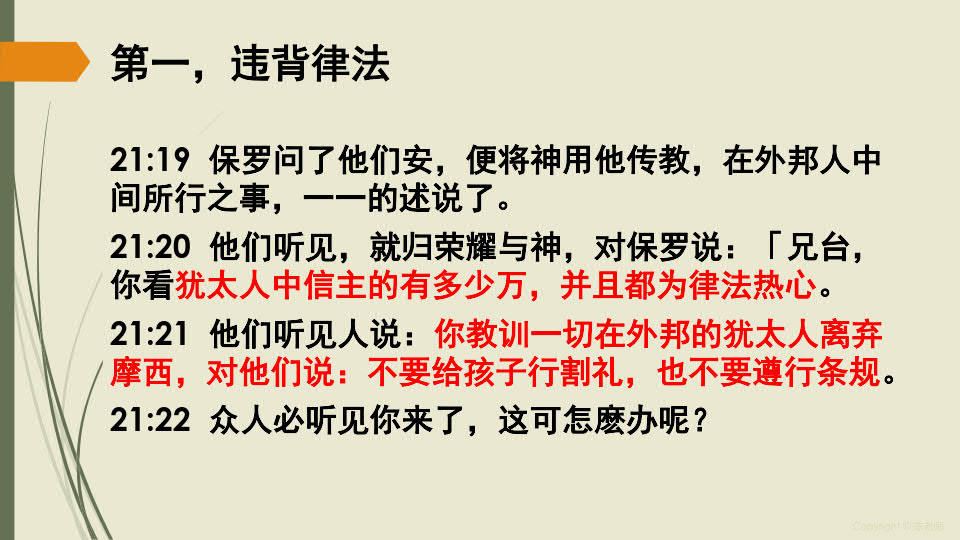 第一，违背律法
21:19 保罗问了他们安，便将神用他传教，在外邦人中
间所行之事，一一的述说了。
21:20 他们听见，就归荣耀与神，对保罗说：「兄台，
你看犹太人中信主的有多少万，并且都为律法热心。
21:21 他们听见人说：你教训一切在外邦的犹太人离弃
摩西，对他们说：不要给孩子行割礼，也不要遵行条规。
21:22 众人必听见你来了，这可怎麽办呢？
Copyright